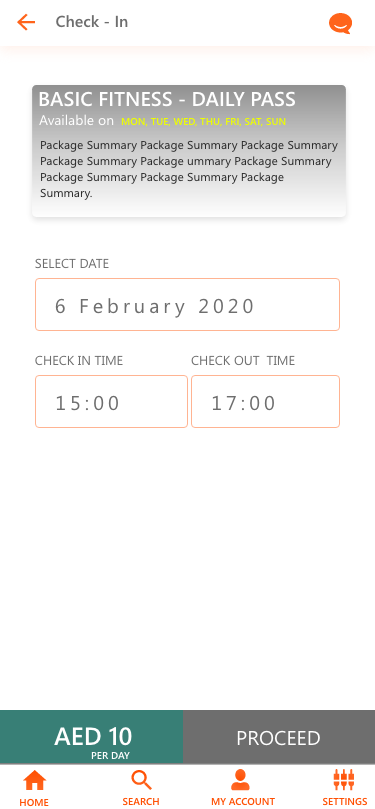 Check - In
BASIC FITNESS - DAILY PASS
Available on MON, TUE, WED, THU, FRI, SAT, SUN
Package Summary Package Summary Package Summary
Package Summary Package ummary Package Summary
Package Summary Package Summary Package
Summary.
SELECT DATE
6 February 2020
CHECK IN TIME CHECK OUT TIME
15:00 17:00
AED 10 PROCEED
PER DAY
HOME SEARCH MY ACCOUNT SETTINGS